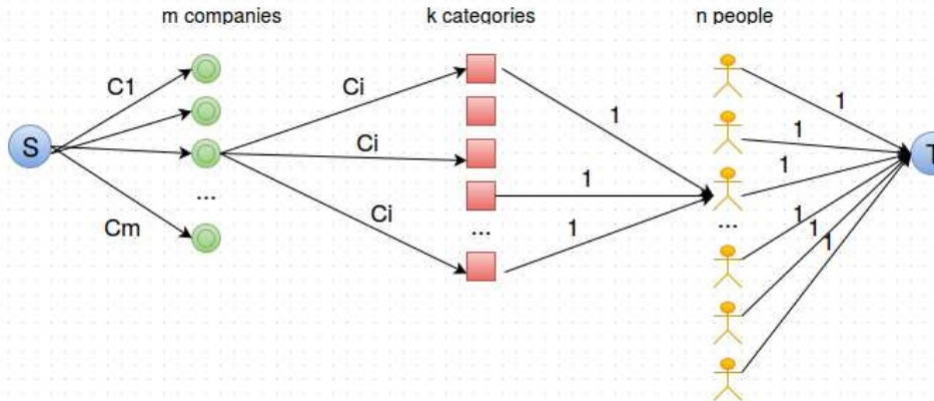 m companies
k categories
n people
C1
Ci
1
1
S
Ci
1
1
T
...
Ci
1
...
1
...
Cm
1
1
1